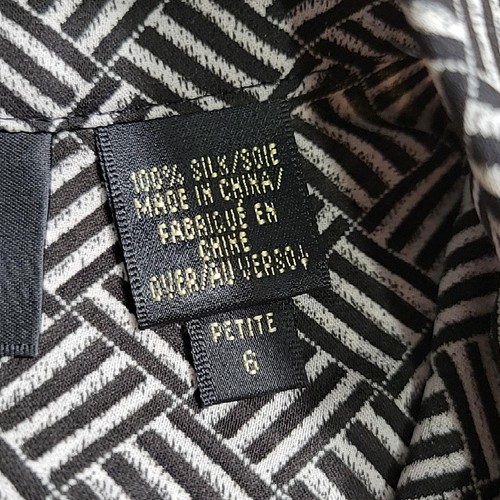 100% SILK/SOIE
MADE IN CHINA/
FABRIQUÉ EN
CHINE
OVER/AU VERSO↓
PETITE
6